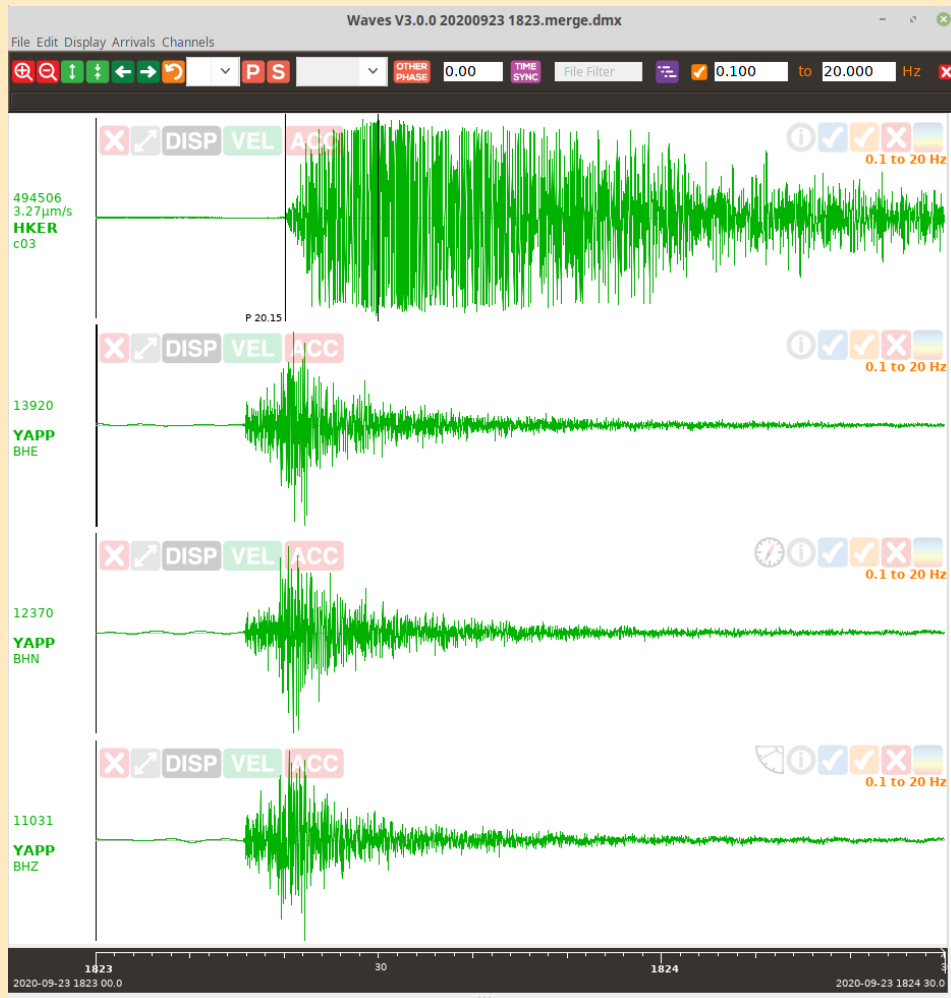 Waves V3.0.0 20200923 1823.merge.dmx
File Edit Display Arrivals Channels
P S OTHER PHASE 0.00 TIME SYNC File Filter 0.100 to 20.000 Hz
DISP VEL ACC
0.1 to 20 Hz
494506
3.27µm/s
HKER
c03
P 20.15
DISP VEL ACC
0.1 to 20 Hz
13920
YAPP
BHE
DISP VEL ACC
0.1 to 20 Hz
12370
YAPP
BHN
DISP VEL ACC
0.1 to 20 Hz
11031
YAPP
BHZ
1823 30 1824
2020-09-23 1823 00.0 2020-09-23 1824 30.0